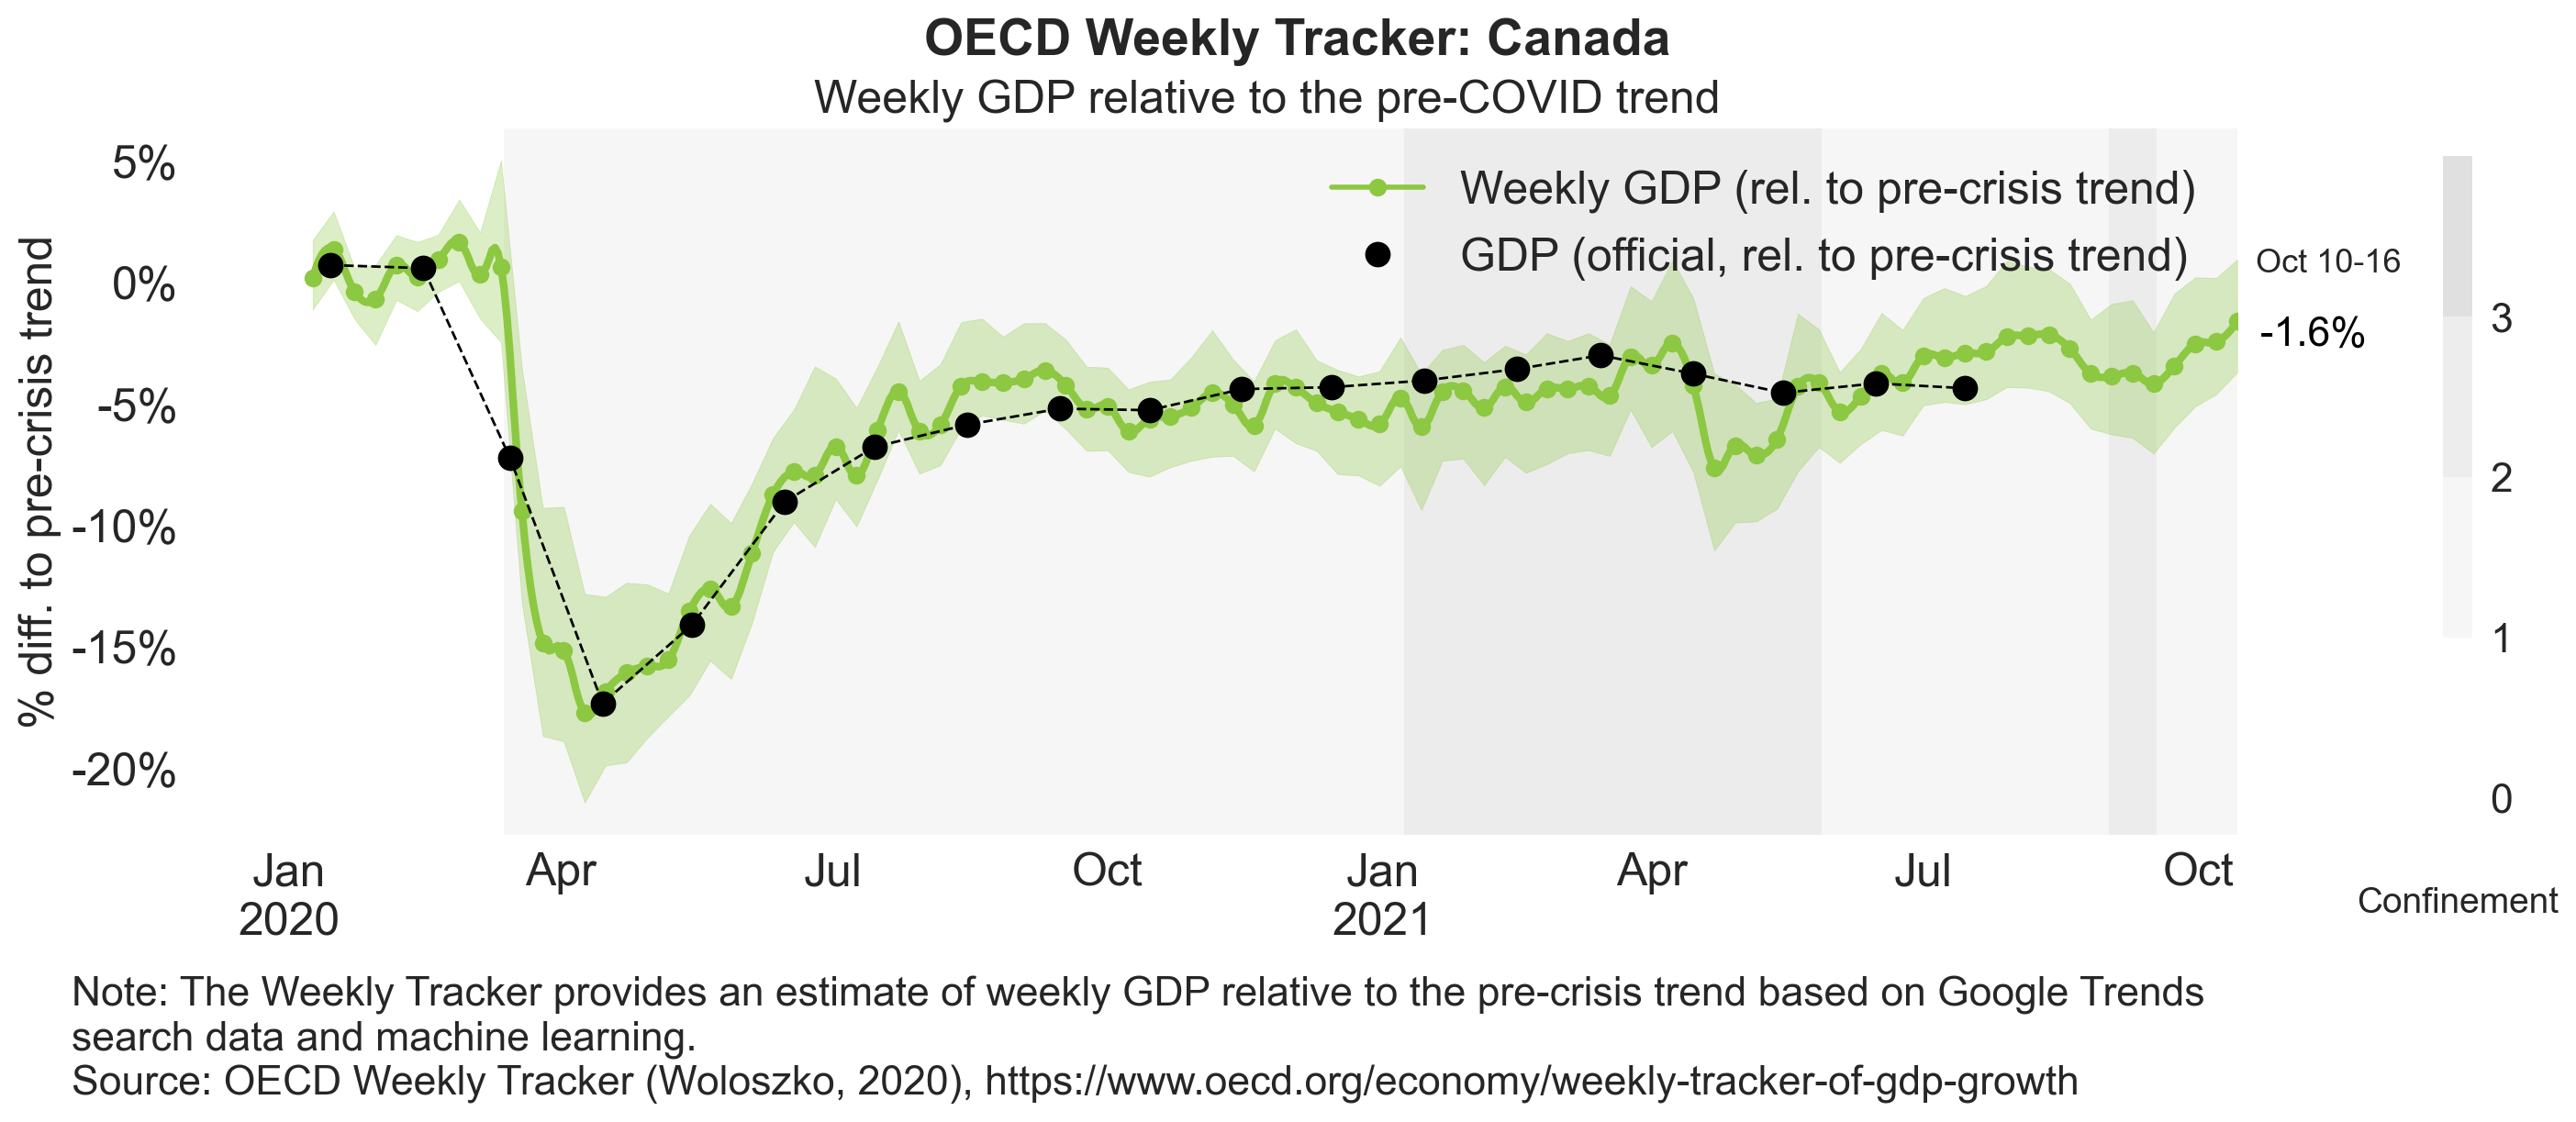 OECD Weekly Tracker: Canada
Weekly GDP relative to the pre-COVID trend
% diff. to pre-crisis trend
5%
0%
-5%
-10%
-15%
-20%
Weekly GDP (rel. to pre-crisis trend)
GDP (official, rel. to pre-crisis trend)
Oct 10-16
-1.6%
3
2
1
0
Confinement
Jan Apr Jul Oct Jan Apr Jul Oct
2020 2021
Note: The Weekly Tracker provides an estimate of weekly GDP relative to the pre-crisis trend based on Google Trends
search data and machine learning.
Source: OECD Weekly Tracker (Woloszko, 2020), https://www.oecd.org/economy/weekly-tracker-of-gdp-growth